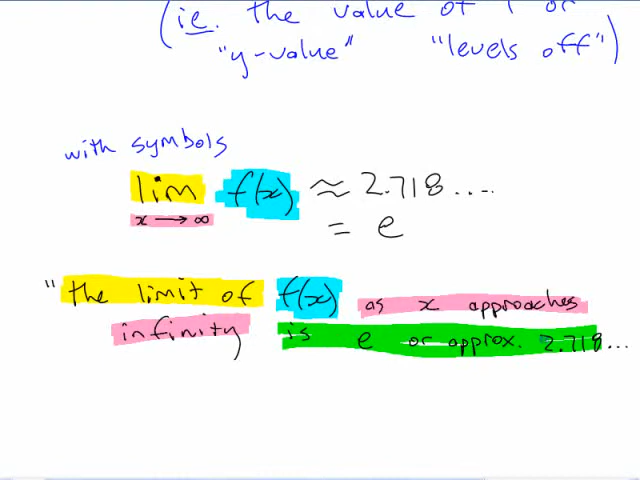 (i.e. the value of f or
"y-value" "levels off")
with symbols
lim f(x) ≈ 2.718....
x → ∞
= e
"the limit of f(x) as x approaches
infinity is e or approx. 2.718...